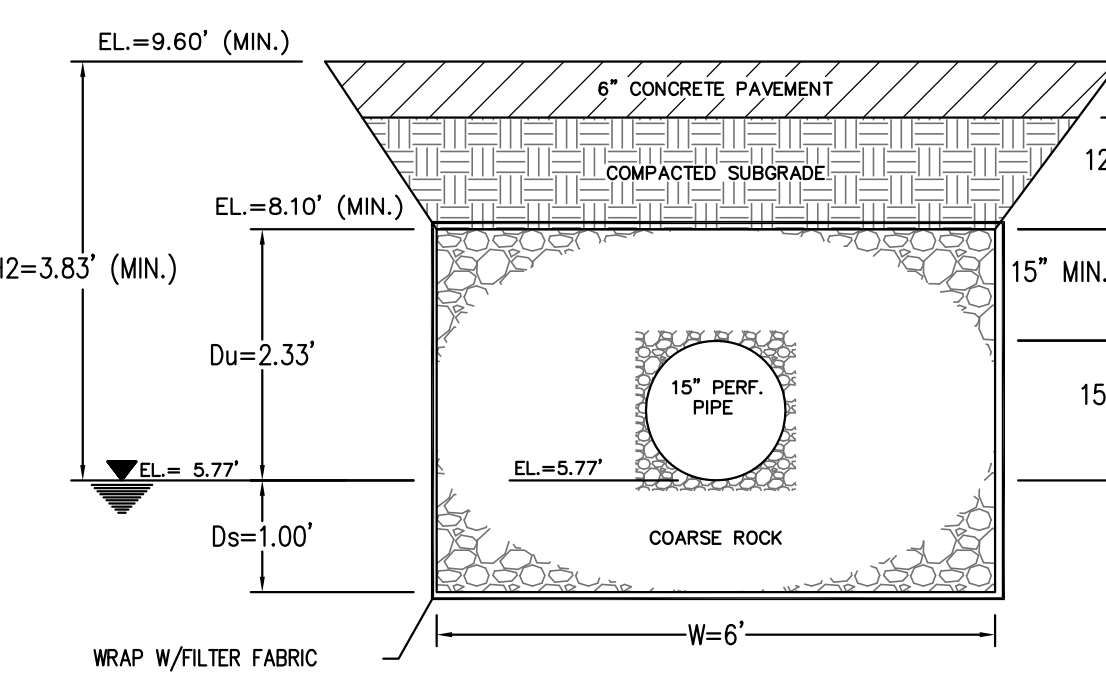 EL.=9.60' (MIN.)
6" CONCRETE PAVEMENT
12
COMPACTED SUBGRADE
EL.=8.10' (MIN.)
2=3.83' (MIN.)
15" MIN.
Du=2.33'
15" PERF.
PIPE
15
EL.= 5.77'
EL.=5.77'
Ds=1.00'
COARSE ROCK
W=6'
WRAP W/FILTER FABRIC